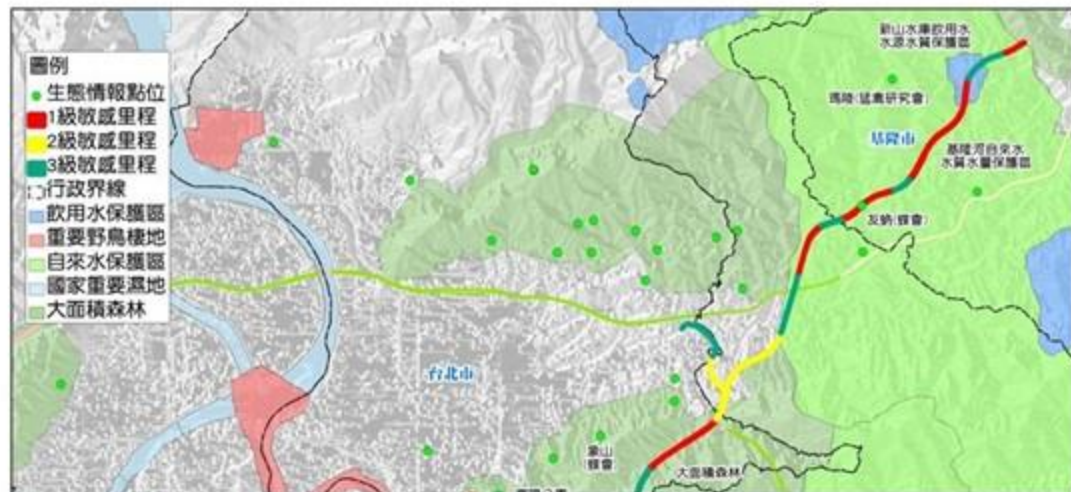 圖例
生態情報點位
1級敏感里程
2級敏感里程
3級敏感里程
行政界線
飲用水保護區
重要野鳥棲地
自來水保護區
國家重要濕地
大面積森林
新山水庫飲用水
水源水質保護區
瑪陵(猛禽研究會)
基隆市
基隆河自來水
水質水量保護區
友蚋(蜂會)
台北市
象山
(蜂會)
大面積森林